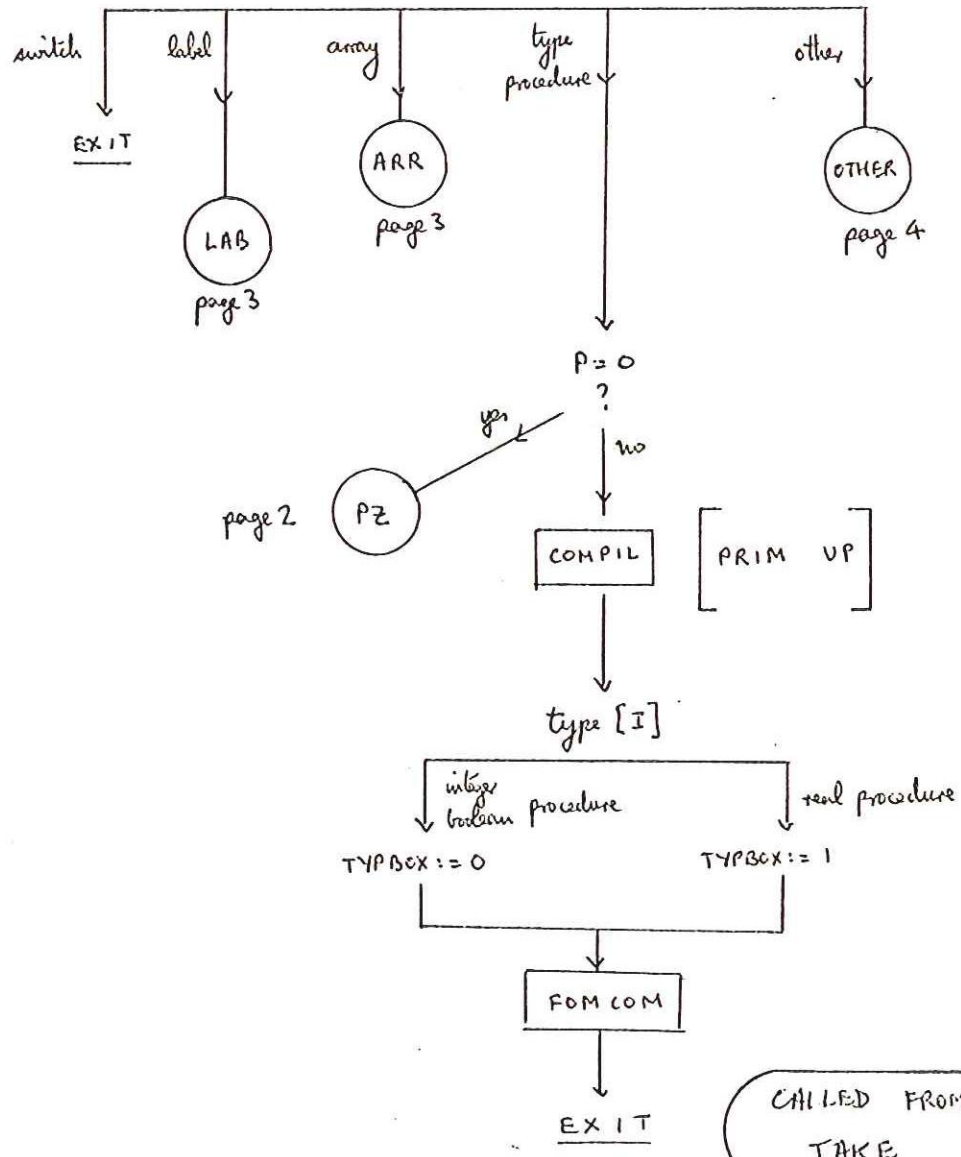 switch
label
array
type
procedure
other
EXIT
LAB
page 3
ARR
page 3
OTHER
page 4
P = 0
?
yes
no
page 2
PZ
COMPIL
[PRIM UP]
type [I]
integer
boolean procedure
real procedure
TYPBOX := 0
TYPBOX := 1
FOMCOM
EXIT
CALLED FROM
TAKE